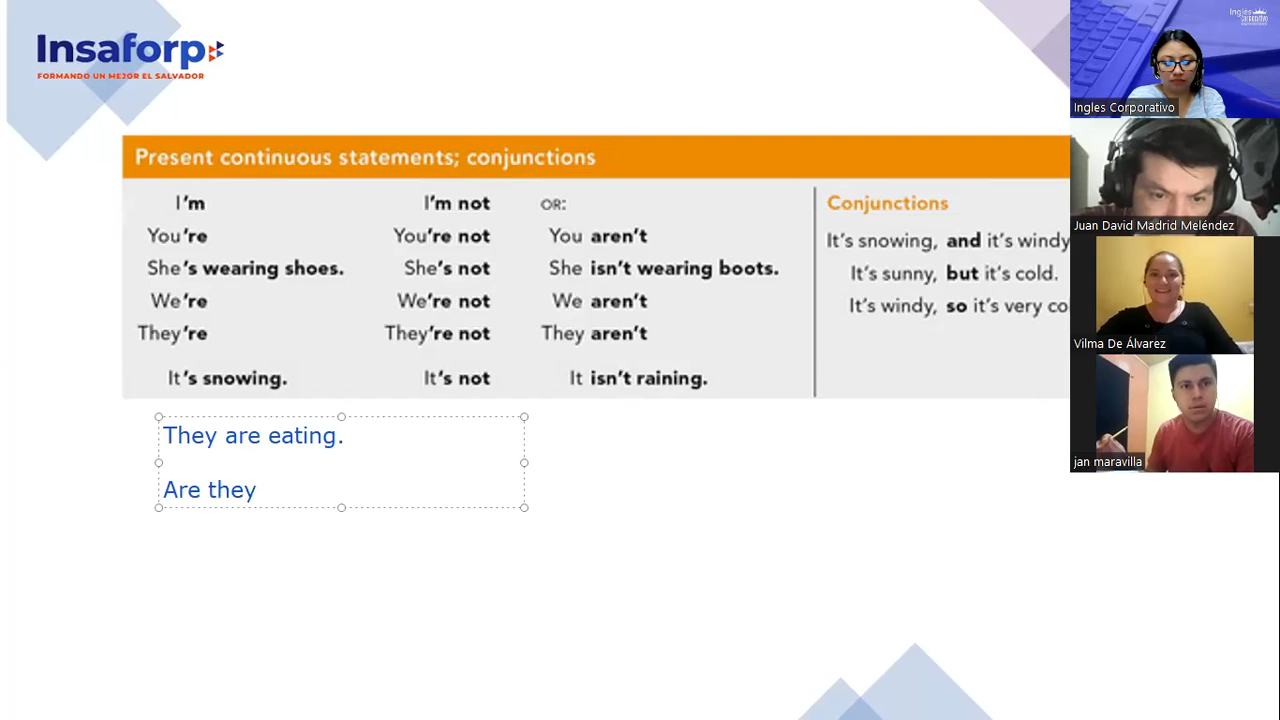 Insaforp
FORMANDO UN MEJOR EL SALVADOR
Present continuous statements; conjunctions
I'm I'm not OR:
You're You're not You aren't
She's wearing shoes. She's not She isn't wearing boots.
We're We're not We aren't
They're They're not They aren't
It's snowing. It's not It isn't raining.
Conjunctions
It's snowing, and it's windy
It's sunny, but it's cold.
It's windy, so it's very co
They are eating.
Are they
Ingles Corporativo
Juan David Madrid Meléndez
Vilma De Álvarez
jan maravilla